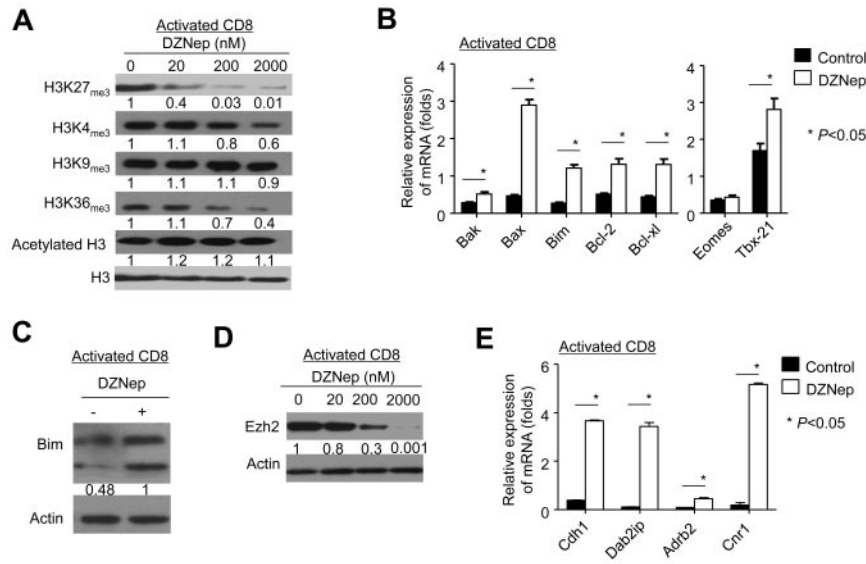 A
Activated CD8
DZNep (nM)
0 20 200 2000
H3K27me3
1 0.4 0.03 0.01
H3K4me3
1 1.1 0.8 0.6
H3K9me3
1 1.1 1.1 0.9
H3K36me3
1 1.1 0.7 0.4
Acetylated H3
1 1.2 1.2 1.1
H3
B
Activated CD8
Relative expression
of mRNA (folds)
4
3
2
1
0
* * * * *
Bak Bax Bim Bcl-2 Bcl-xl
4
3
2
1
0
*
Eomes Tbx-21
Control
DZNep
* P<0.05
C
Activated CD8
DZNep
- +
Bim
0.48 1
Actin
D
Activated CD8
DZNep (nM)
0 20 200 2000
Ezh2
1 0.8 0.3 0.001
Actin
E
Activated CD8
Relative expression
of mRNA (folds)
6
4
2
0
* * * *
Cdh1 Dab2ip Adrb2 Cnr1
Control
DZNep
* P<0.05